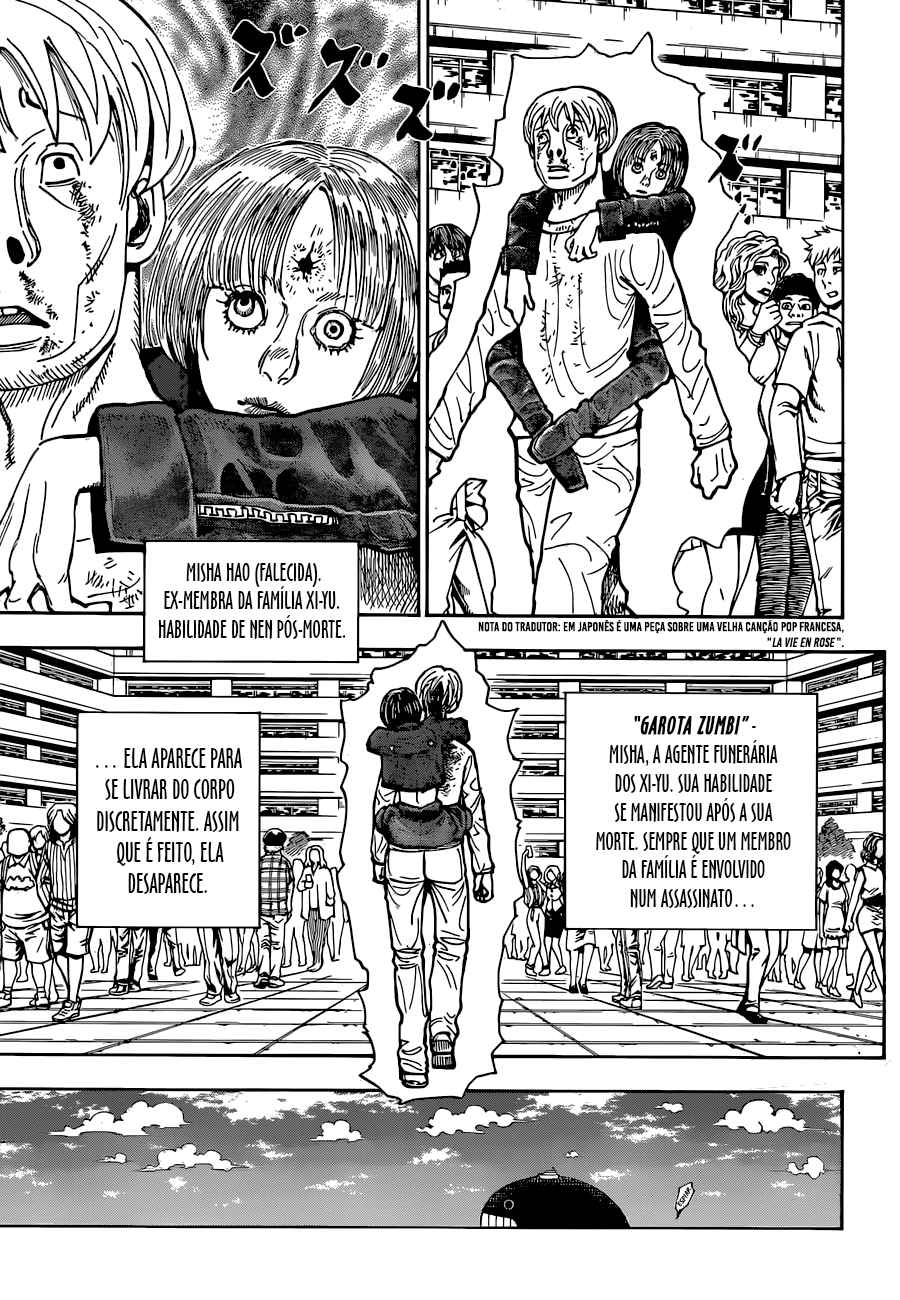 ズズズ
ズ
MISHA HAO (FALECIDA).
EX-MEMBRA DA FAMÍLIA XI-YU.
HABILIDADE DE NEN PÓS-MORTE.
NOTA DO TRADUTOR: EM JAPONÊS É UMA PEÇA SOBRE UMA VELHA CANÇÃO POP FRANCESA,
"LA VIE EN ROSE".
"GAROTA ZUMBI" -
MISHA, A AGENTE FUNERÁRIA
DOS XI-YU. SUA HABILIDADE
SE MANIFESTOU APÓS A SUA
MORTE. SEMPRE QUE UM MEMBRO
DA FAMÍLIA É ENVOLVIDO
NUM ASSASSINATO...
... ELA APARECE PARA
SE LIVRAR DO CORPO
DISCRETAMENTE. ASSIM
QUE É FEITO, ELA
DESAPARECE.